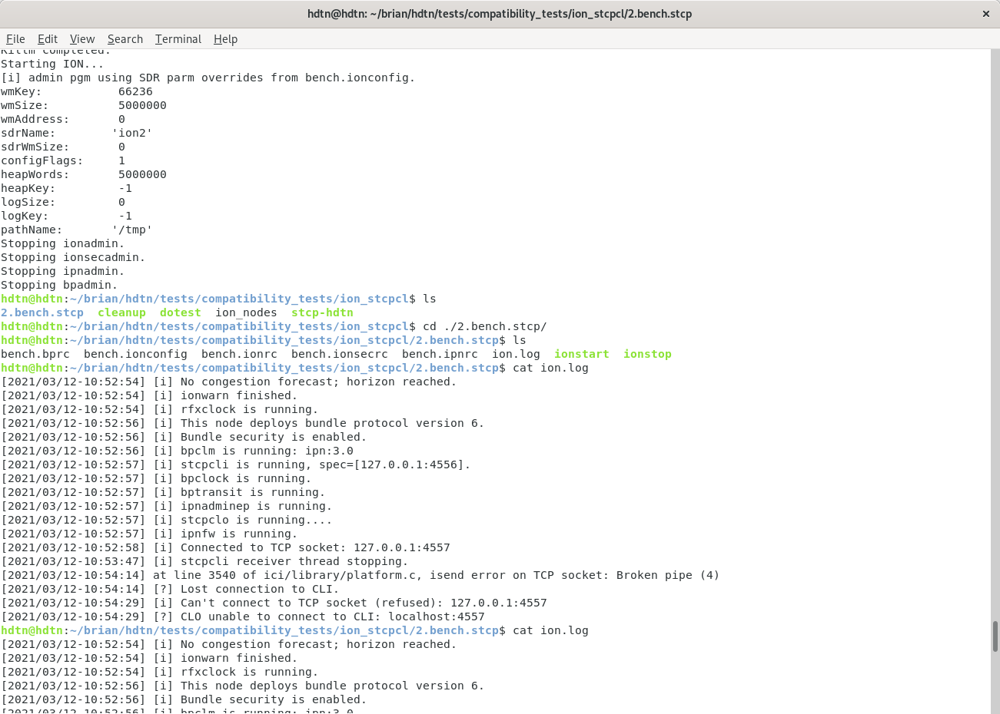 hdtn@hdtn: ~/brian/hdtn/tests/compatibility_tests/ion_stcpcl/2.bench.stcp
File Edit View Search Terminal Help
Killm completed.
Starting ION...
[i] admin pgm using SDR parm overrides from bench.ionconfig.
wmKey:          66236
wmSize:          5000000
wmAddress:       0
sdrName:        'ion2'
sdrWmSize:       0
configFlags:     1
heapWords:       5000000
heapKey:         -1
logSize:         0
logKey:          -1
pathName:       '/tmp'
Stopping ionadmin.
Stopping ionsecadmin.
Stopping ipnadmin.
Stopping bpadmin.
hdtn@hdtn:~/brian/hdtn/tests/compatibility_tests/ion_stcpcl$ ls
2.bench.stcp  cleanup  dotest  ion_nodes  stcp-hdtn
hdtn@hdtn:~/brian/hdtn/tests/compatibility_tests/ion_stcpcl$ cd ./2.bench.stcp/
hdtn@hdtn:~/brian/hdtn/tests/compatibility_tests/ion_stcpcl/2.bench.stcp$ ls
bench.bprc  bench.ionconfig  bench.ionrc  bench.ionsecrc  bench.ipnrc  ion.log  ionstart  ionstop
hdtn@hdtn:~/brian/hdtn/tests/compatibility_tests/ion_stcpcl/2.bench.stcp$ cat ion.log
[2021/03/12-10:52:54] [i] No congestion forecast; horizon reached.
[2021/03/12-10:52:54] [i] ionwarn finished.
[2021/03/12-10:52:54] [i] rfxclock is running.
[2021/03/12-10:52:56] [i] This node deploys bundle protocol version 6.
[2021/03/12-10:52:56] [i] Bundle security is enabled.
[2021/03/12-10:52:56] [i] bpclm is running: ipn:3.0
[2021/03/12-10:52:57] [i] stcpcli is running, spec=[127.0.0.1:4556].
[2021/03/12-10:52:57] [i] bpclock is running.
[2021/03/12-10:52:57] [i] bptransit is running.
[2021/03/12-10:52:57] [i] ipnadminep is running.
[2021/03/12-10:52:57] [i] stcpclo is running....
[2021/03/12-10:52:57] [i] ipnfw is running.
[2021/03/12-10:52:58] [i] Connected to TCP socket: 127.0.0.1:4557
[2021/03/12-10:53:47] [i] stcpcli receiver thread stopping.
[2021/03/12-10:54:14] at line 3540 of ici/library/platform.c, isend error on TCP socket: Broken pipe (4)
[2021/03/12-10:54:14] [?] Lost connection to CLI.
[2021/03/12-10:54:29] [i] Can't connect to TCP socket (refused): 127.0.0.1:4557
[2021/03/12-10:54:29] [?] CLO unable to connect to CLI: localhost:4557
hdtn@hdtn:~/brian/hdtn/tests/compatibility_tests/ion_stcpcl/2.bench.stcp$ cat ion.log
[2021/03/12-10:52:54] [i] No congestion forecast; horizon reached.
[2021/03/12-10:52:54] [i] ionwarn finished.
[2021/03/12-10:52:54] [i] rfxclock is running.
[2021/03/12-10:52:56] [i] This node deploys bundle protocol version 6.
[2021/03/12-10:52:56] [i] Bundle security is enabled.
[2021/03/12-10:52:56] [i] bpclm is running: ipn:3.0